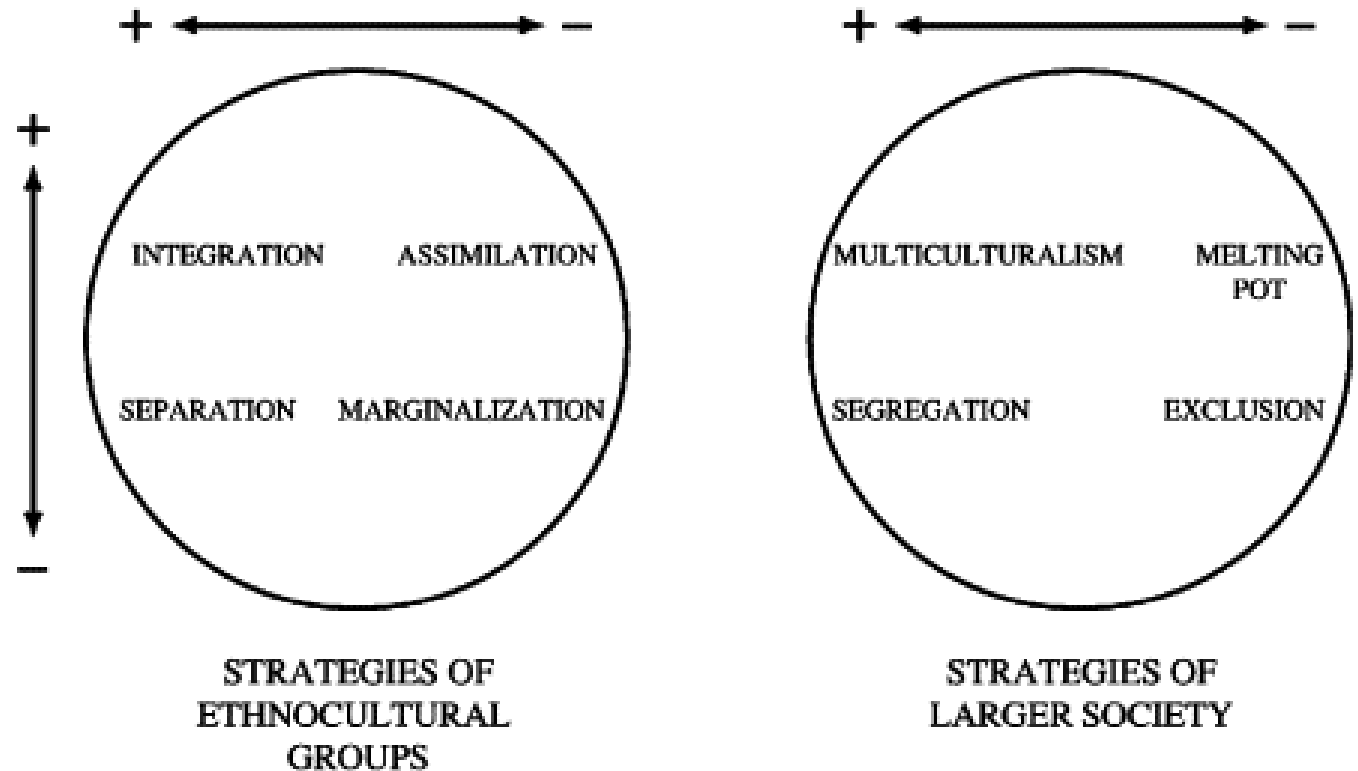 + − + −
+
INTEGRATION ASSIMILATION
MULTICULTURALISM MELTING
POT
SEPARATION MARGINALIZATION
SEGREGATION EXCLUSION
−
STRATEGIES OF
ETHNOCULTURAL
GROUPS
STRATEGIES OF
LARGER SOCIETY